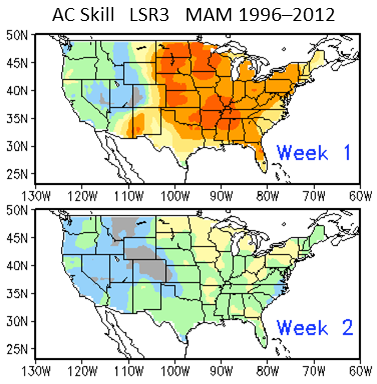 AC Skill LSR3 MAM 1996–2012
50N
45N
40N
35N
30N
25N
Week 1
130W 120W 110W 100W 90W 80W 70W 60W
50N
45N
40N
35N
30N
25N
Week 2
130W 120W 110W 100W 90W 80W 70W 60W